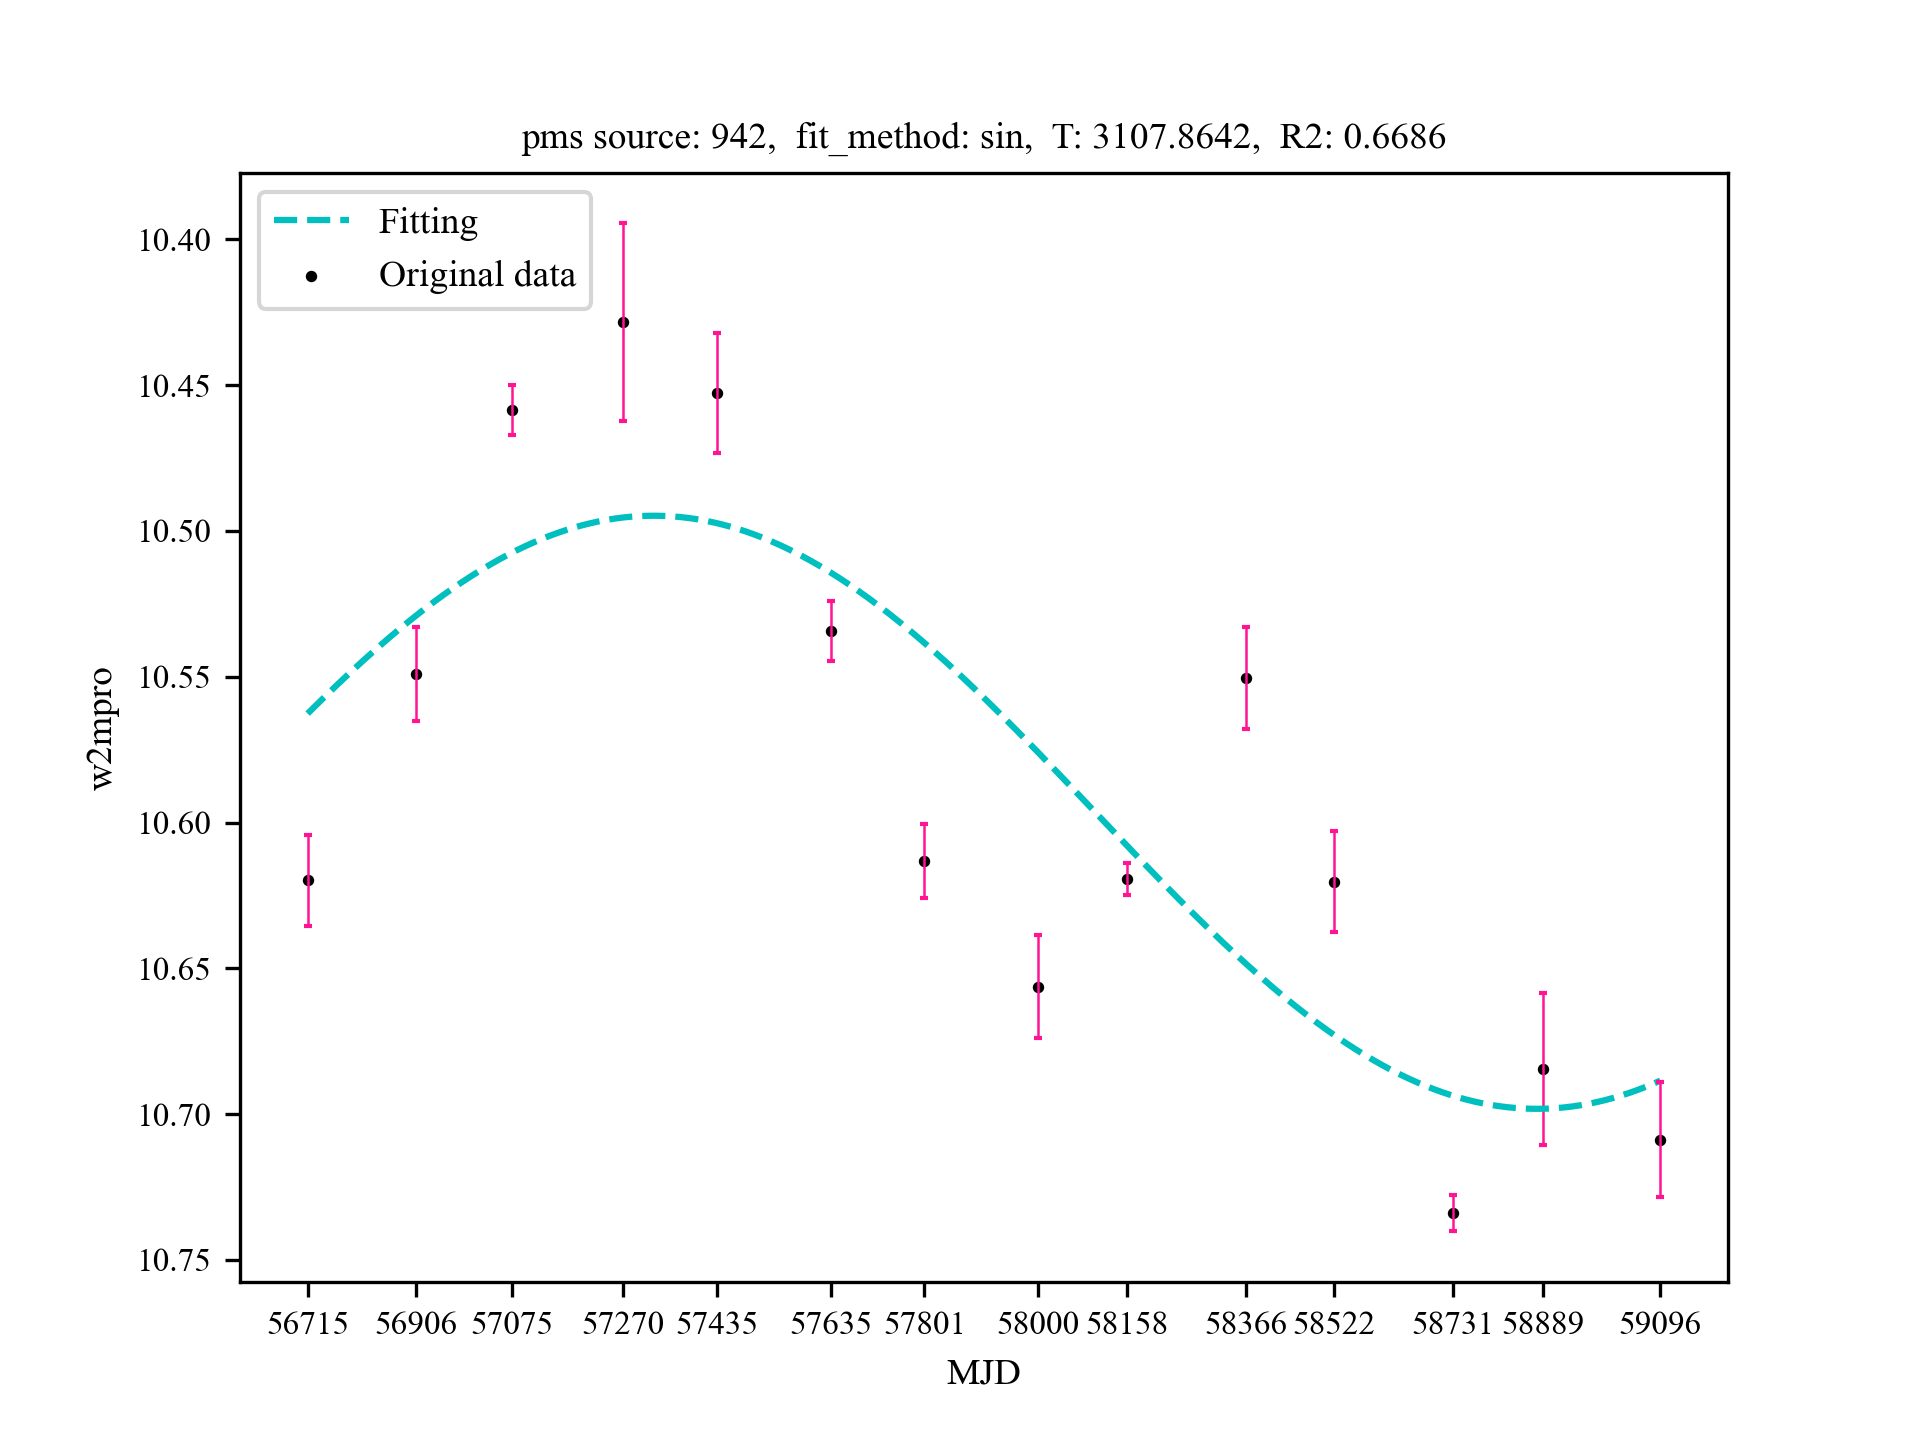 pms source: 942,  fit_method: sin,  T: 3107.8642,  R2: 0.6686
Fitting
Original data
10.40
10.45
10.50
10.55
10.60
10.65
10.70
10.75
w2mpro
56715 56906 57075 57270 57435 57635 57801 58000 58158 58366 58522 58731 58889 59096
MJD